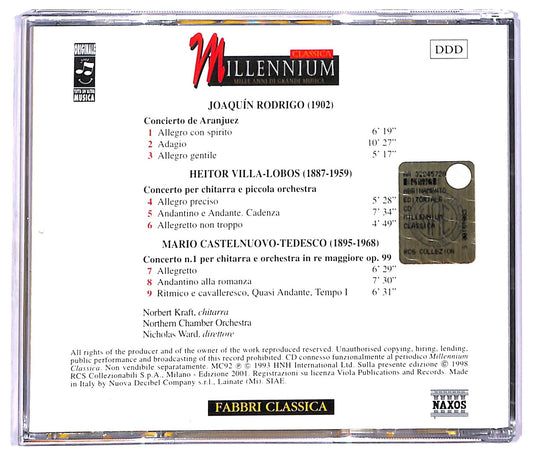 CLASSICA
MILLENNIUM
MILLE ANNI DI GRANDE MUSICA
DDD
MUSICA
JOAQUÍN RODRIGO (1902)
Concierto de Aranjuez
1 Allegro con spirito 6' 19"
2 Adagio 10' 27"
3 Allegro gentile 5' 17"
HEITOR VILLA-LOBOS (1887-1959)
Concerto per chitarra e piccola orchestra
4 Allegro preciso 5' 28"
5 Andantino e Andante. Cadenza 7' 34"
6 Allegretto non troppo 4' 49"
MARIO CASTELNUOVO-TEDESCO (1895-1968)
Concerto n.1 per chitarra e orchestra in re maggiore op. 99
7 Allegretto 6' 29"
8 Andantino alla romanza 7' 30"
9 Ritmico e cavalleresco, Quasi Andante, Tempo I 6' 31"
EDITORIALE
CD
MILLENNIUM
CLASSICA
RCS COLLEZION
Norbert Kraft, chitarra
Northern Chamber Orchestra
Nicholas Ward, direttore
All rights of the producer and of the owner of the work reproduced reserved. Unauthorised copying, hiring, lending,
public performance and broadcasting of this record prohibited. CD connesso funzionalmente al periodico Millennium
Classica. Non vendibile separatamente. MC92 ℗ © 1993 HNH International Ltd. Sulla presente edizione © 1998
RCS Collezionabili S.p.A., Milano - Edizione 2001. Registrazioni su licenza Viola Publications and Records. Made
in Italy by Nuova Decibel Company s.r.l., Lainate (Mi). SIAE.
FABBRI CLASSICA
NAXOS